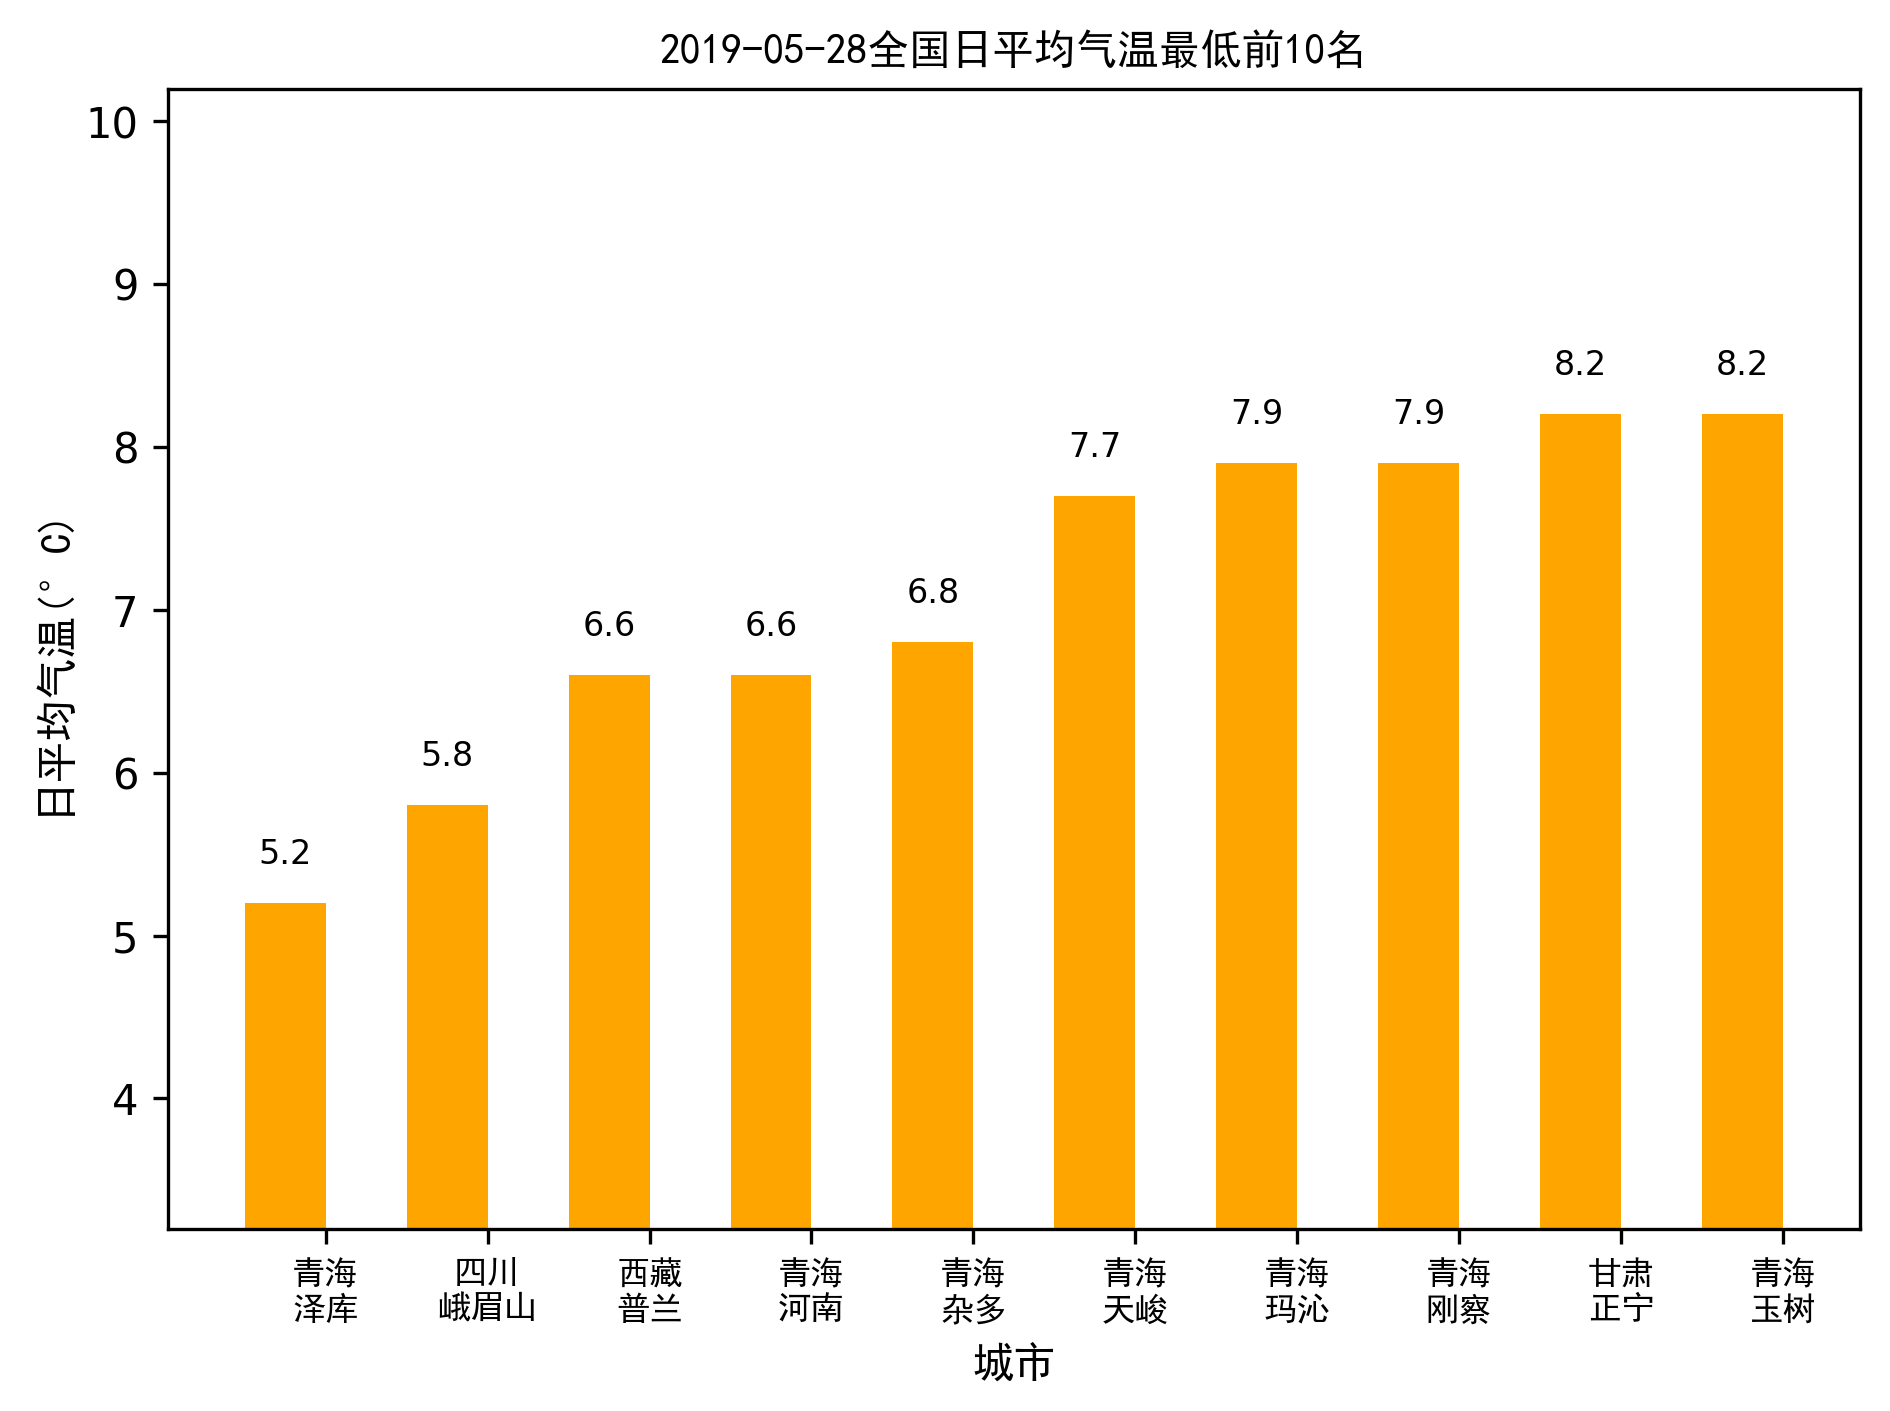 2019-05-28全国日平均气温最低前10名
10
9
8
7
6
5
4
日平均气温(° C)
5.2
5.8
6.6
6.6
6.8
7.7
7.9
7.9
8.2
8.2
青海
泽库
四川
峨眉山
西藏
普兰
青海
河南
青海
杂多
青海
天峻
青海
玛沁
青海
刚察
甘肃
正宁
青海
玉树
城市